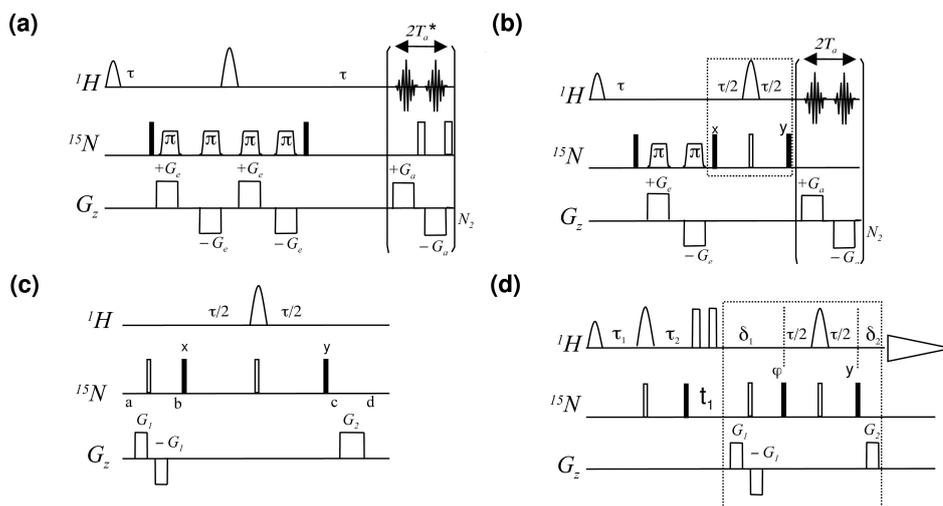 (a)
2Ta*
1H τ τ
15N π π π π
+Ge +Ge
Gz
−Ge −Ge
−Ga
+Ga
N2
(b)
2Ta
1H τ τ/2 τ/2
x y
15N π π
+Ge +Ga
Gz
−Ge −G
N2
(c)
1H τ/2 τ/2
x y
15N
a b c d
G1 −G1 G2
Gz
(d)
1H τ1 τ2 δ1 τ/2 τ/2 δ2
φ y
15N t1
G1 −G1 G2
Gz